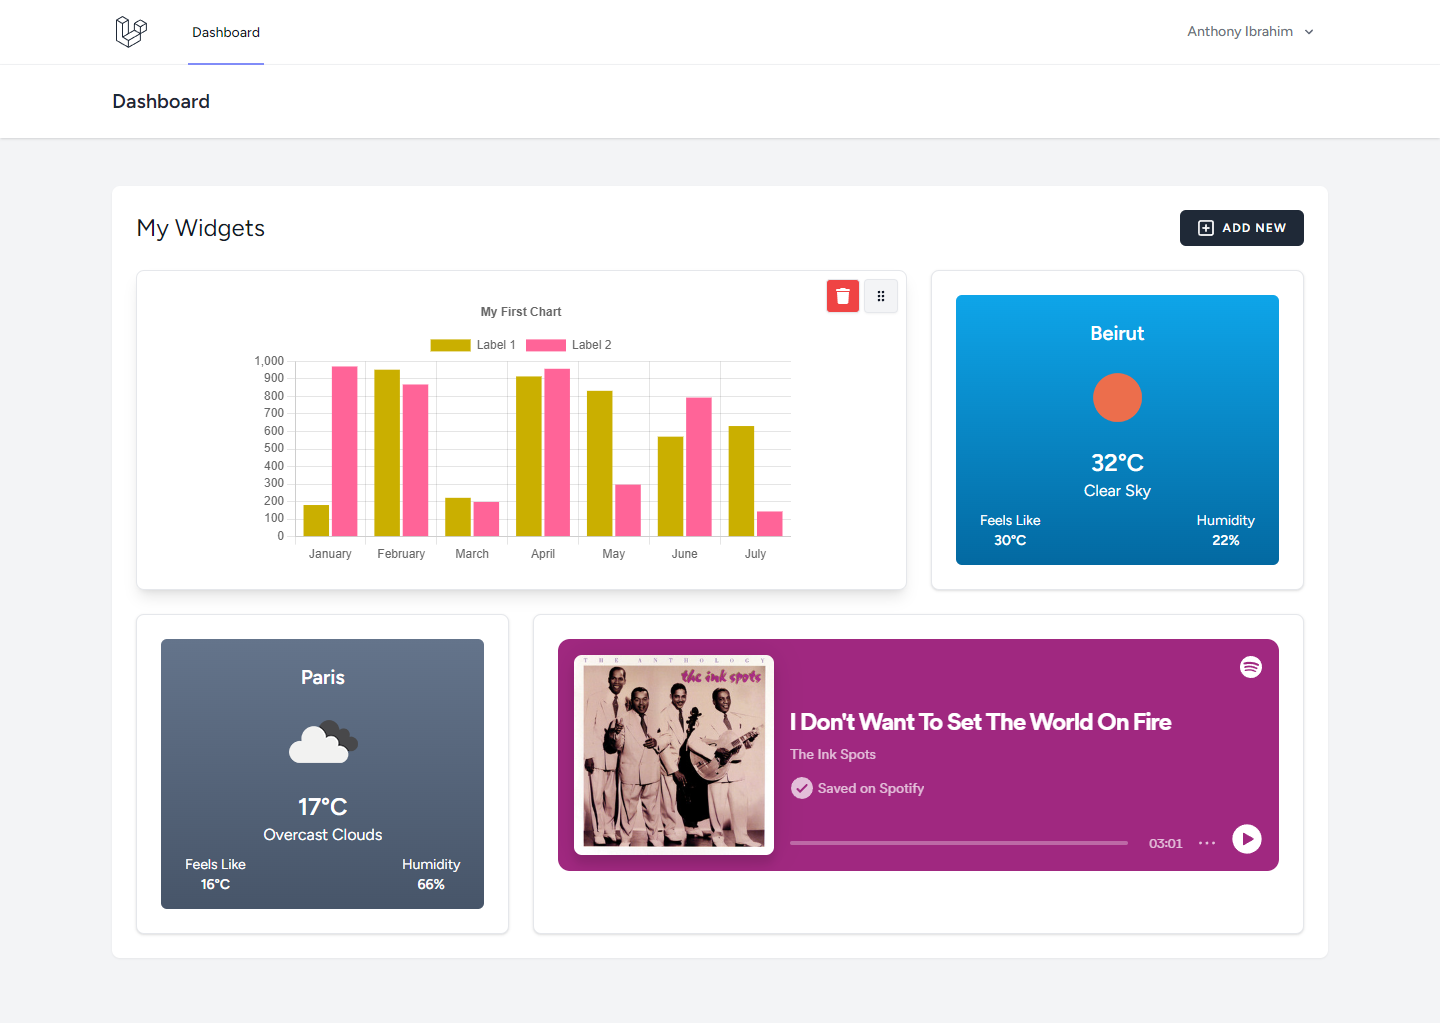 Dashboard
Anthony Ibrahim
Dashboard
My Widgets
ADD NEW
My First Chart
Label 1
Label 2
1,000
900
800
700
600
500
400
300
200
100
0
January
February
March
April
May
June
July
Beirut
32°C
Clear Sky
Feels Like
Humidity
30°C
22%
Paris
17°C
Overcast Clouds
Feels Like
Humidity
16°C
66%
THE ANTHOLOGY
the ink spots
I Don't Want To Set The World On Fire
The Ink Spots
Saved on Spotify
03:01